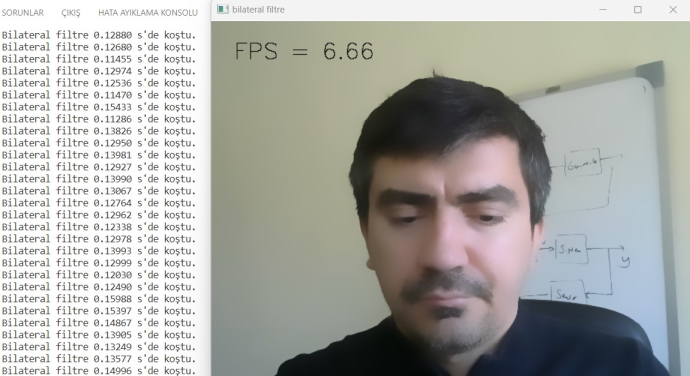 SORUNLAR ÇIKIŞ HATA AYIKLAMA KONSOLU
Bilateral filtre 0.12880 s'de koştu.
Bilateral filtre 0.12680 s'de koştu.
Bilateral filtre 0.11455 s'de koştu.
Bilateral filtre 0.12974 s'de koştu.
Bilateral filtre 0.12536 s'de koştu.
Bilateral filtre 0.11470 s'de koştu.
Bilateral filtre 0.15433 s'de koştu.
Bilateral filtre 0.11286 s'de koştu.
Bilateral filtre 0.13826 s'de koştu.
Bilateral filtre 0.12950 s'de koştu.
Bilateral filtre 0.13981 s'de koştu.
Bilateral filtre 0.12927 s'de koştu.
Bilateral filtre 0.13990 s'de koştu.
Bilateral filtre 0.13067 s'de koştu.
Bilateral filtre 0.12764 s'de koştu.
Bilateral filtre 0.12962 s'de koştu.
Bilateral filtre 0.12338 s'de koştu.
Bilateral filtre 0.12978 s'de koştu.
Bilateral filtre 0.13993 s'de koştu.
Bilateral filtre 0.12999 s'de koştu.
Bilateral filtre 0.12030 s'de koştu.
Bilateral filtre 0.12490 s'de koştu.
Bilateral filtre 0.15988 s'de koştu.
Bilateral filtre 0.15397 s'de koştu.
Bilateral filtre 0.14867 s'de koştu.
Bilateral filtre 0.13905 s'de koştu.
Bilateral filtre 0.13249 s'de koştu.
Bilateral filtre 0.13577 s'de koştu.
Bilateral filtre 0.14996 s'de koştu.
bilateral filtre
FPS = 6.66
y